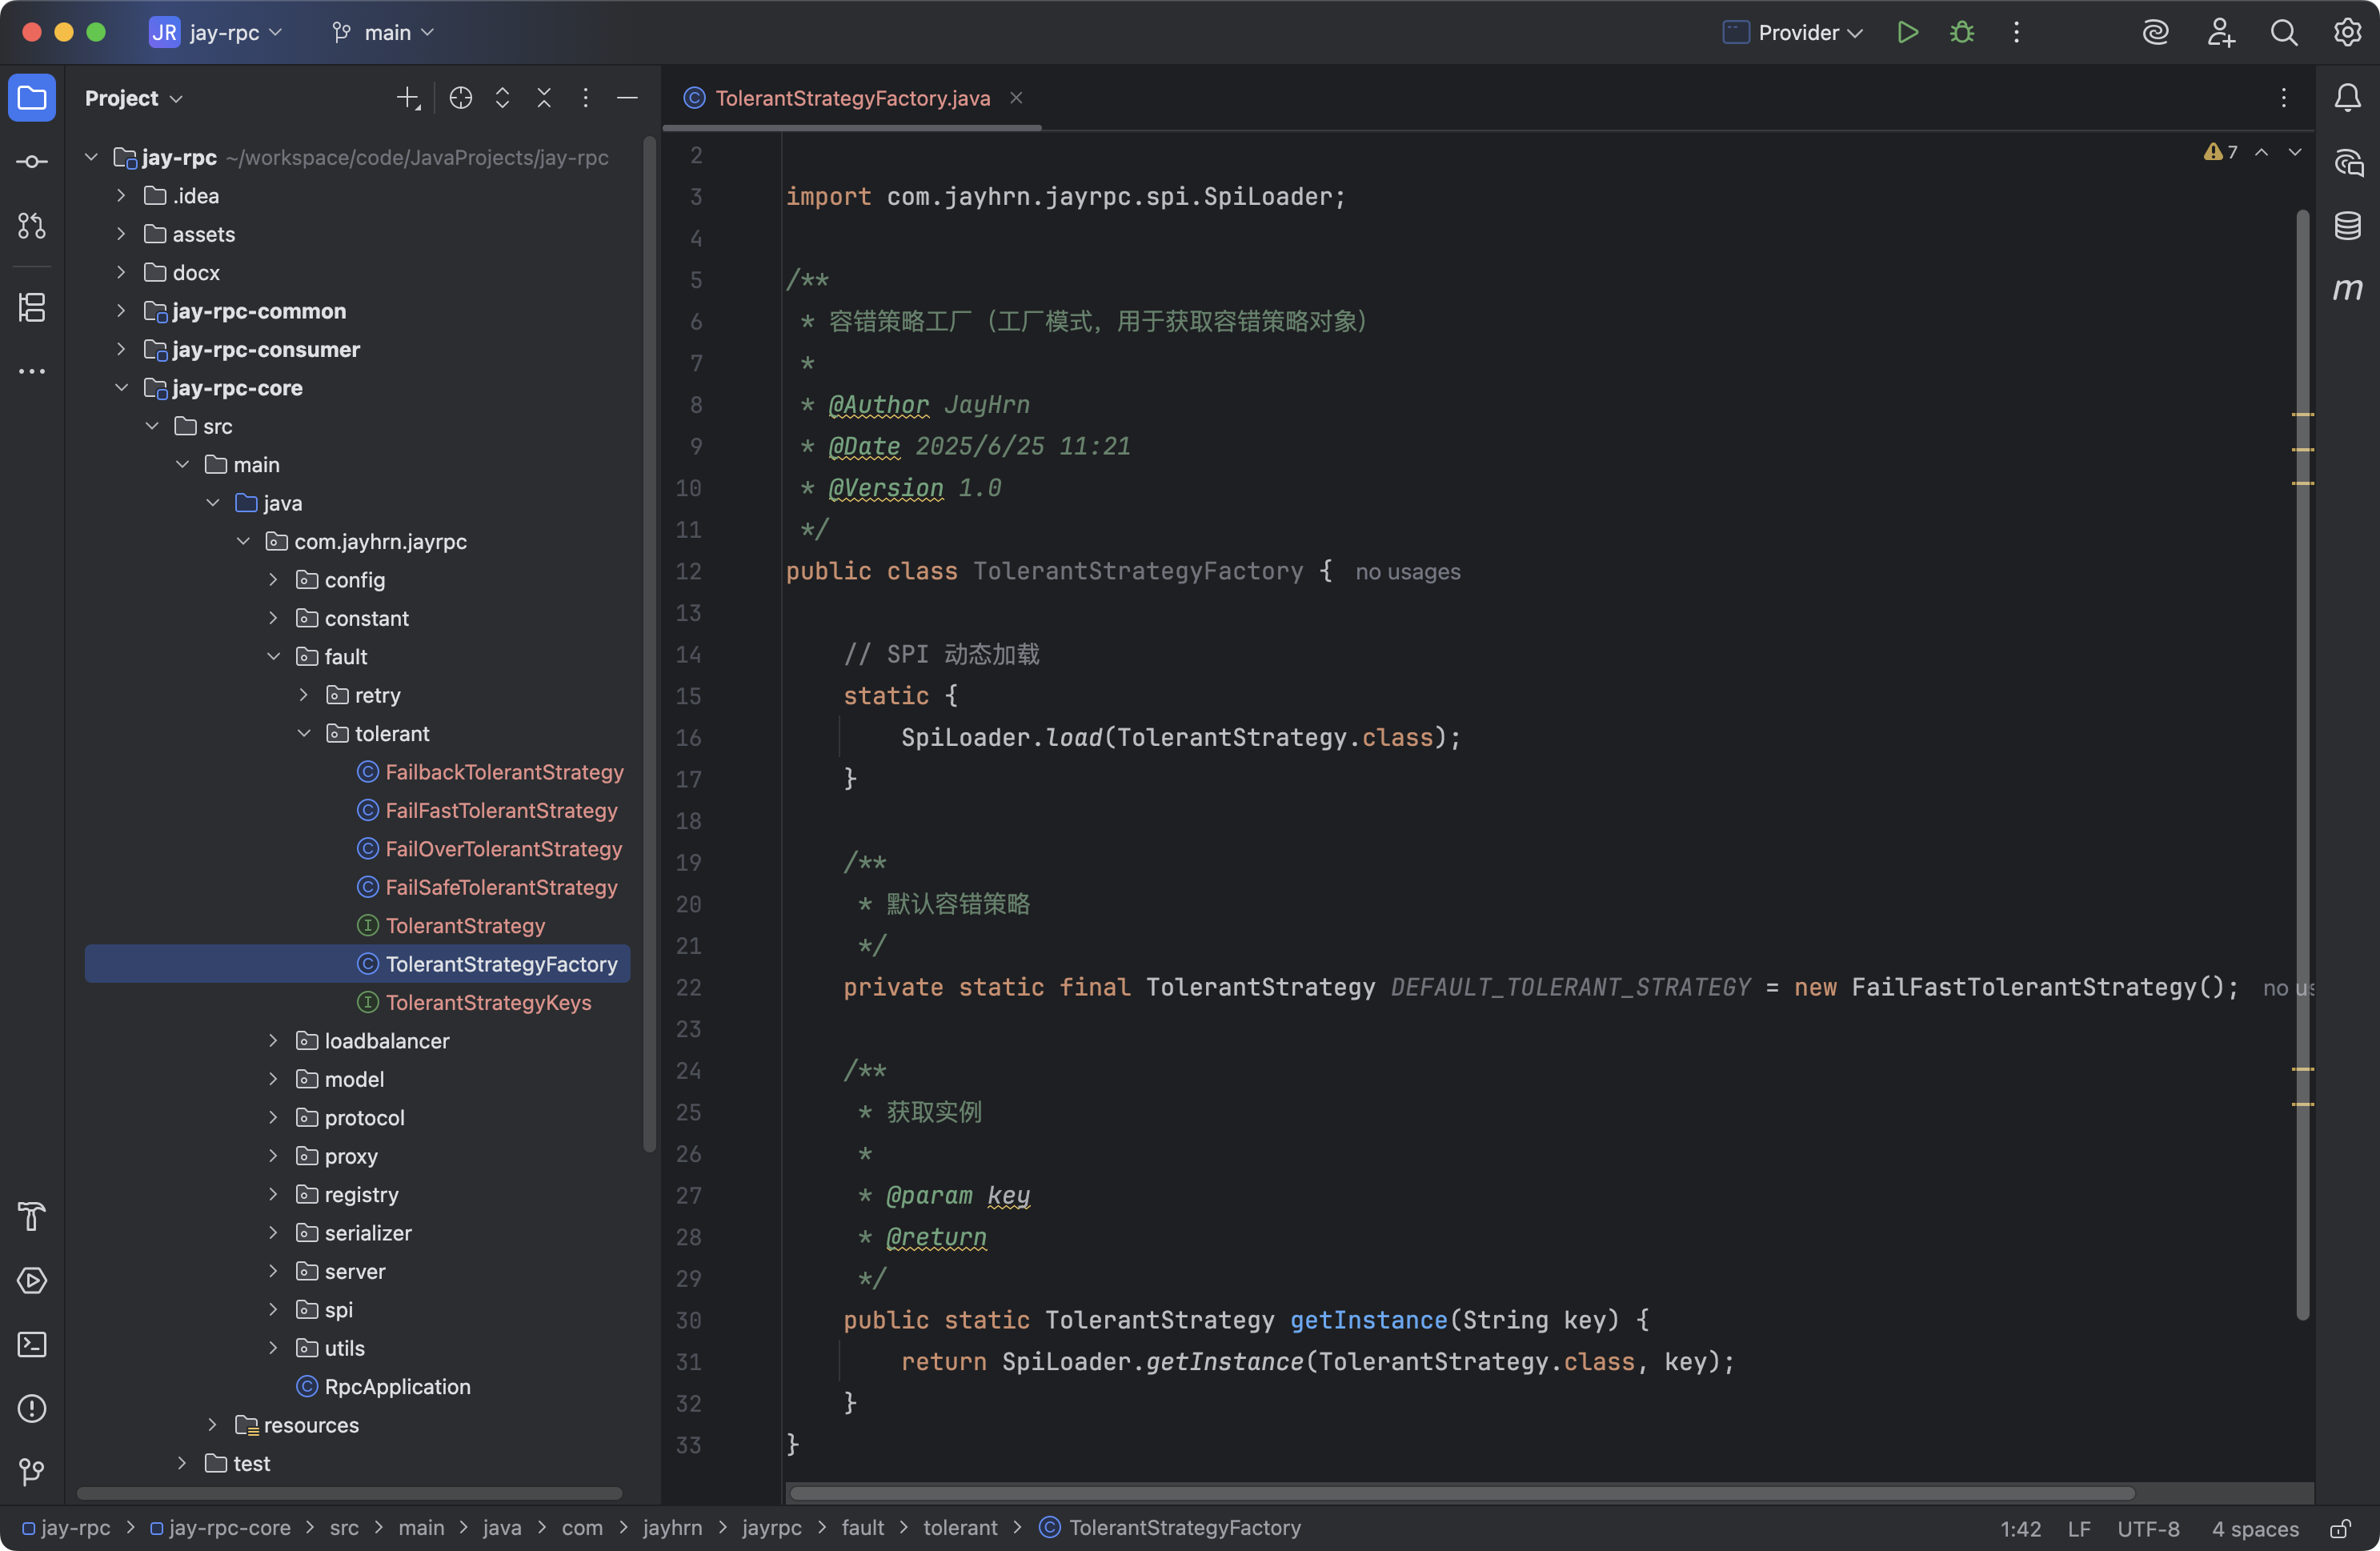 JR jay-rpc
main
Provider
Project
TolerantStrategyFactory.java
jay-rpc ~/workspace/code/JavaProjects/jay-rpc
.idea
assets
docx
jay-rpc-common
jay-rpc-consumer
jay-rpc-core
src
main
java
com.jayhrn.jayrpc
config
constant
fault
retry
tolerant
FailbackTolerantStrategy
FailFastTolerantStrategy
FailOverTolerantStrategy
FailSafeTolerantStrategy
TolerantStrategy
TolerantStrategyFactory
TolerantStrategyKeys
loadbalancer
model
protocol
proxy
registry
serializer
server
spi
utils
RpcApplication
resources
test
7
2
3 import com.jayhrn.jayrpc.spi.SpiLoader;
4
5 /**
6 * 容错策略工厂（工厂模式，用于获取容错策略对象）
7 *
8 * @Author JayHrn
9 * @Date 2025/6/25 11:21
10 * @Version 1.0
11 */
12 public class TolerantStrategyFactory { no usages
13
14 // SPI 动态加载
15 static {
16 SpiLoader.load(TolerantStrategy.class);
17 }
18
19 /**
20 * 默认容错策略
21 */
22 private static final TolerantStrategy DEFAULT_TOLERANT_STRATEGY = new FailFastTolerantStrategy(); no us
23
24 /**
25 * 获取实例
26 *
27 * @param key
28 * @return
29 */
30 public static TolerantStrategy getInstance(String key) {
31 return SpiLoader.getInstance(TolerantStrategy.class, key);
32 }
33 }
m
jay-rpc > jay-rpc-core > src > main > java > com > jayhrn > jayrpc > fault > tolerant > TolerantStrategyFactory
1:42 LF UTF-8 4 spaces